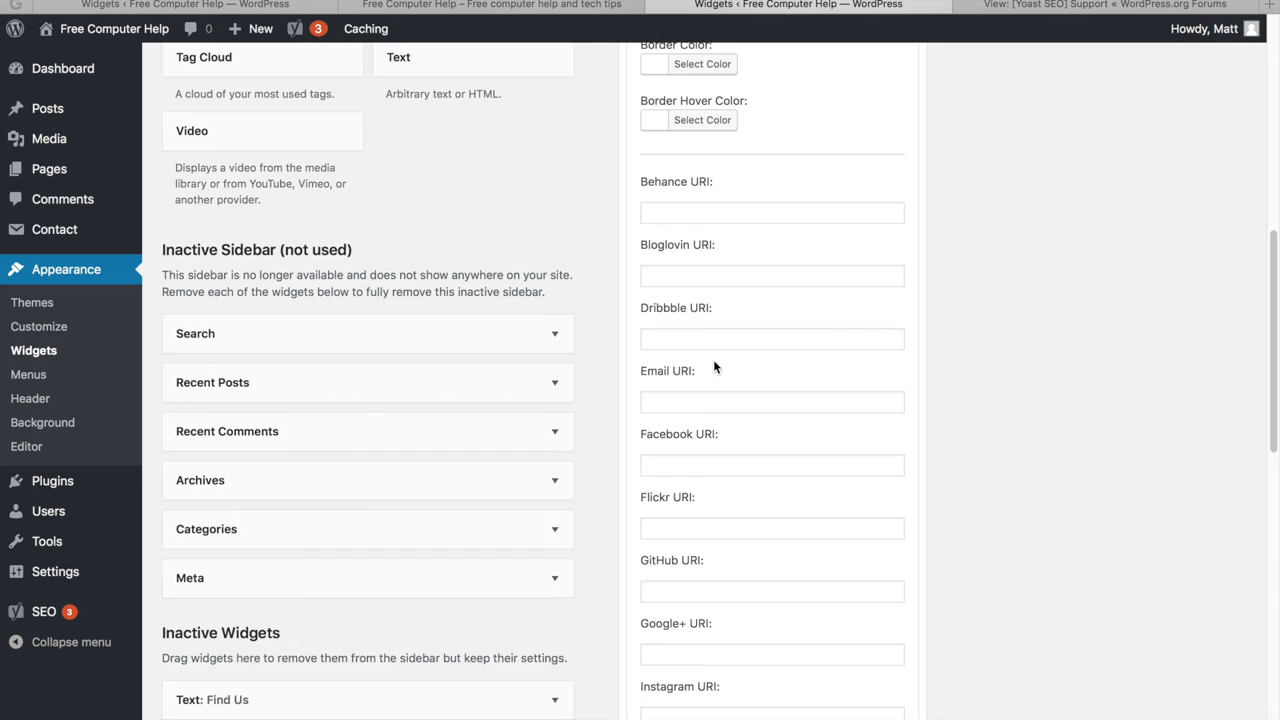 Widgets ‹ Free Computer Help — WordPress
Free Computer Help – Free computer help and tech tips
Widgets ‹ Free Computer Help — WordPress
View: [Yoast SEO] Support « WordPress.org Forums
Free Computer Help
0
New
3
Caching
Howdy, Matt
Dashboard
Posts
Media
Pages
Comments
Contact
Appearance
Themes
Customize
Widgets
Menus
Header
Background
Editor
Plugins
Users
Tools
Settings
SEO 3
Collapse menu
Tag Cloud
A cloud of your most used tags.
Text
Arbitrary text or HTML.
Video
Displays a video from the media
library or from YouTube, Vimeo, or
another provider.
Inactive Sidebar (not used)
This sidebar is no longer available and does not show anywhere on your site.
Remove each of the widgets below to fully remove this inactive sidebar.
Search
Recent Posts
Recent Comments
Archives
Categories
Meta
Inactive Widgets
Drag widgets here to remove them from the sidebar but keep their settings.
Text: Find Us
Border Color:
Select Color
Border Hover Color:
Select Color
Behance URI:
Bloglovin URI:
Dribbble URI:
Email URI:
Facebook URI:
Flickr URI:
GitHub URI:
Google+ URI:
Instagram URI: